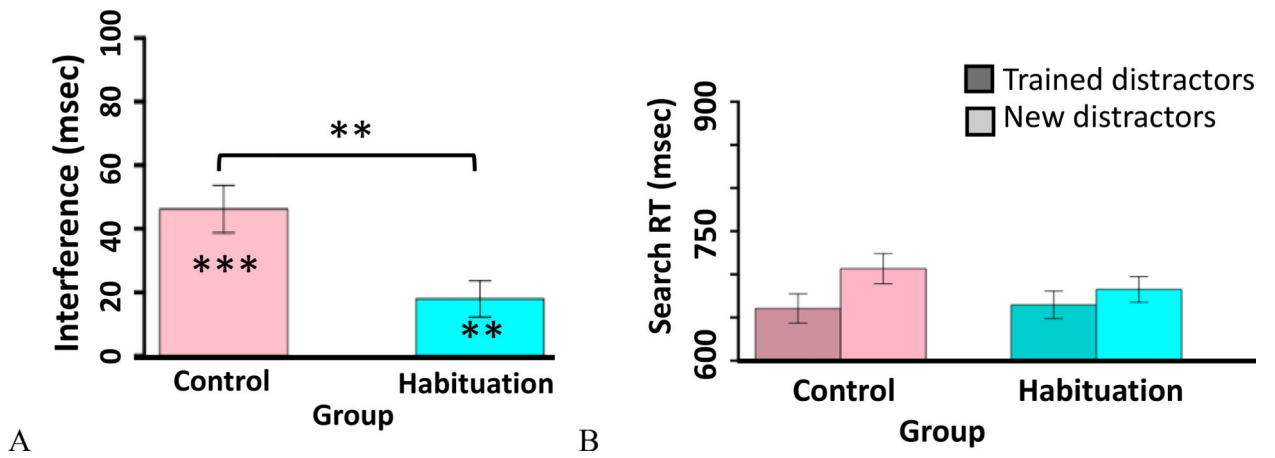 Interference (msec)
100
80
60
40
20
0
**
***
**
Control
Habituation
Group
A
Trained distractors
New distractors
Search RT (msec)
900
750
600
Control
Habituation
Group
B